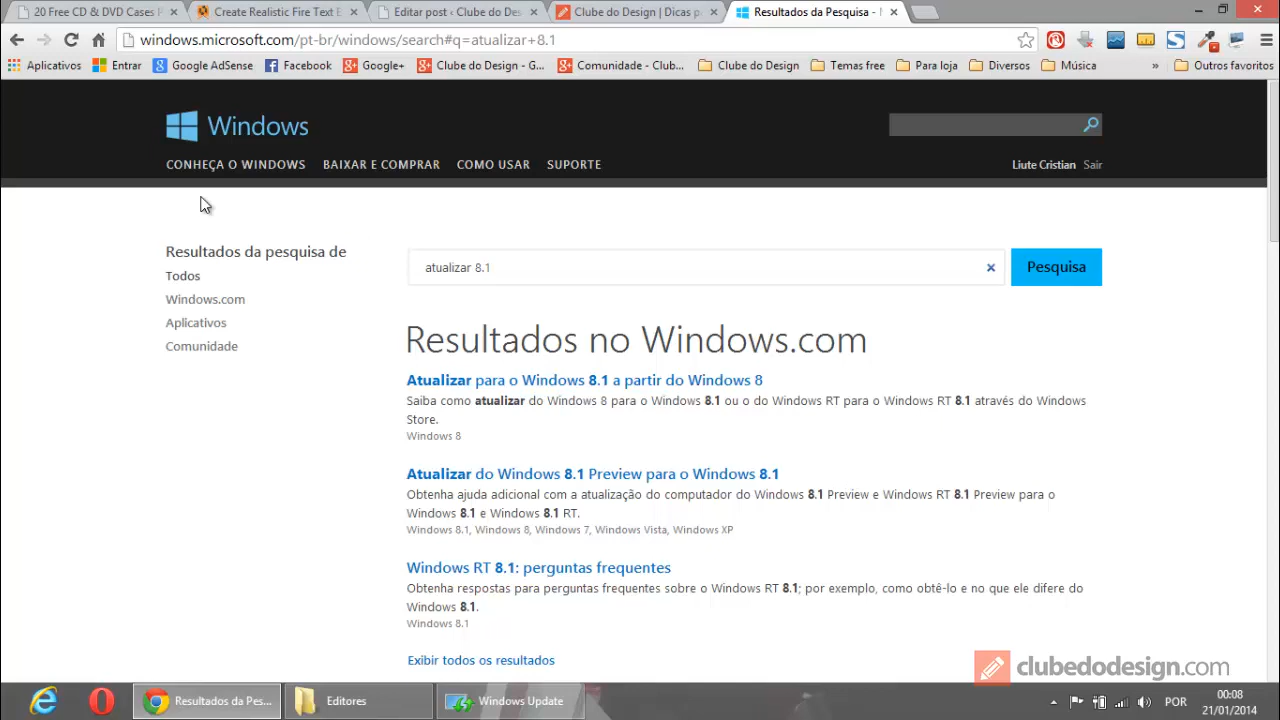 20 Free CD & DVD Cases P
Create Realistic Fire Text E
Editar post ‹ Clube do Des
Clube do Design | Dicas p
Resultados da Pesquisa -
windows.microsoft.com/pt-br/windows/search#q=atualizar+8.1
Aplicativos
Entrar
Google AdSense
Facebook
Google+
Clube do Design - G...
Comunidade - Club...
Clube do Design
Temas free
Para loja
Diversos
Música
»
Outros favoritos
Windows
CONHEÇA O WINDOWS BAIXAR E COMPRAR COMO USAR SUPORTE
Liute Cristian Sair
Resultados da pesquisa de
Todos
Windows.com
Aplicativos
Comunidade
atualizar 8.1
Pesquisa
Resultados no Windows.com
Atualizar para o Windows 8.1 a partir do Windows 8
Saiba como atualizar do Windows 8 para o Windows 8.1 ou o do Windows RT para o Windows RT 8.1 através do Windows
Store.
Windows 8
Atualizar do Windows 8.1 Preview para o Windows 8.1
Obtenha ajuda adicional com a atualização do computador do Windows 8.1 Preview e Windows RT 8.1 Preview para o
Windows 8.1 e Windows 8.1 RT.
Windows 8.1, Windows 8, Windows 7, Windows Vista, Windows XP
Windows RT 8.1: perguntas frequentes
Obtenha respostas para perguntas frequentes sobre o Windows RT 8.1; por exemplo, como obtê-lo e no que ele difere do
Windows 8.1.
Windows 8.1
Exibir todos os resultados
clubedodesign.com
Resultados da Pes...
Editores
Windows Update
POR
00:08
21/01/2014